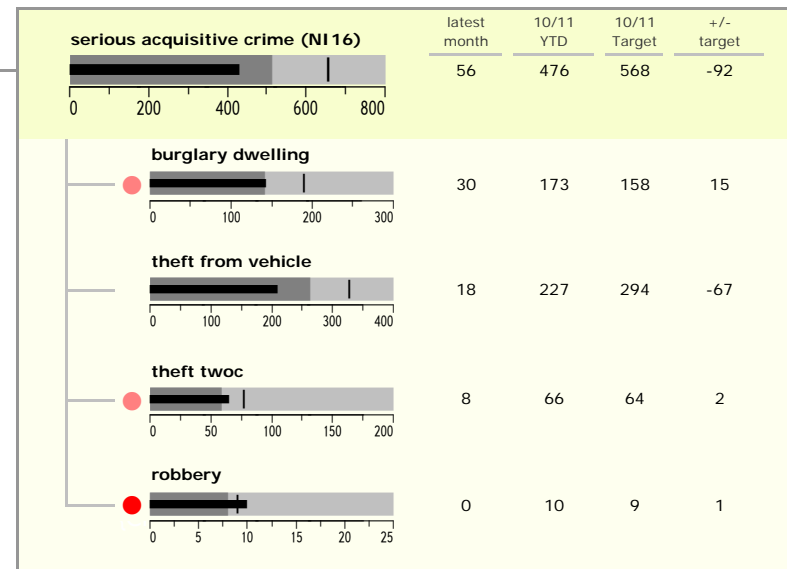 latest 10/11 10/11 +/-
serious acquisitive crime (NI16) month YTD Target target
56 476 568 -92
0 200 400 600 800
burglary dwelling
30 173 158 15
0 100 200 300
theft from vehicle
18 227 294 -67
0 100 200 300 400
theft twoc
8 66 64 2
0 50 100 150 200
robbery
0 10 9 1
0 5 10 15 20 25